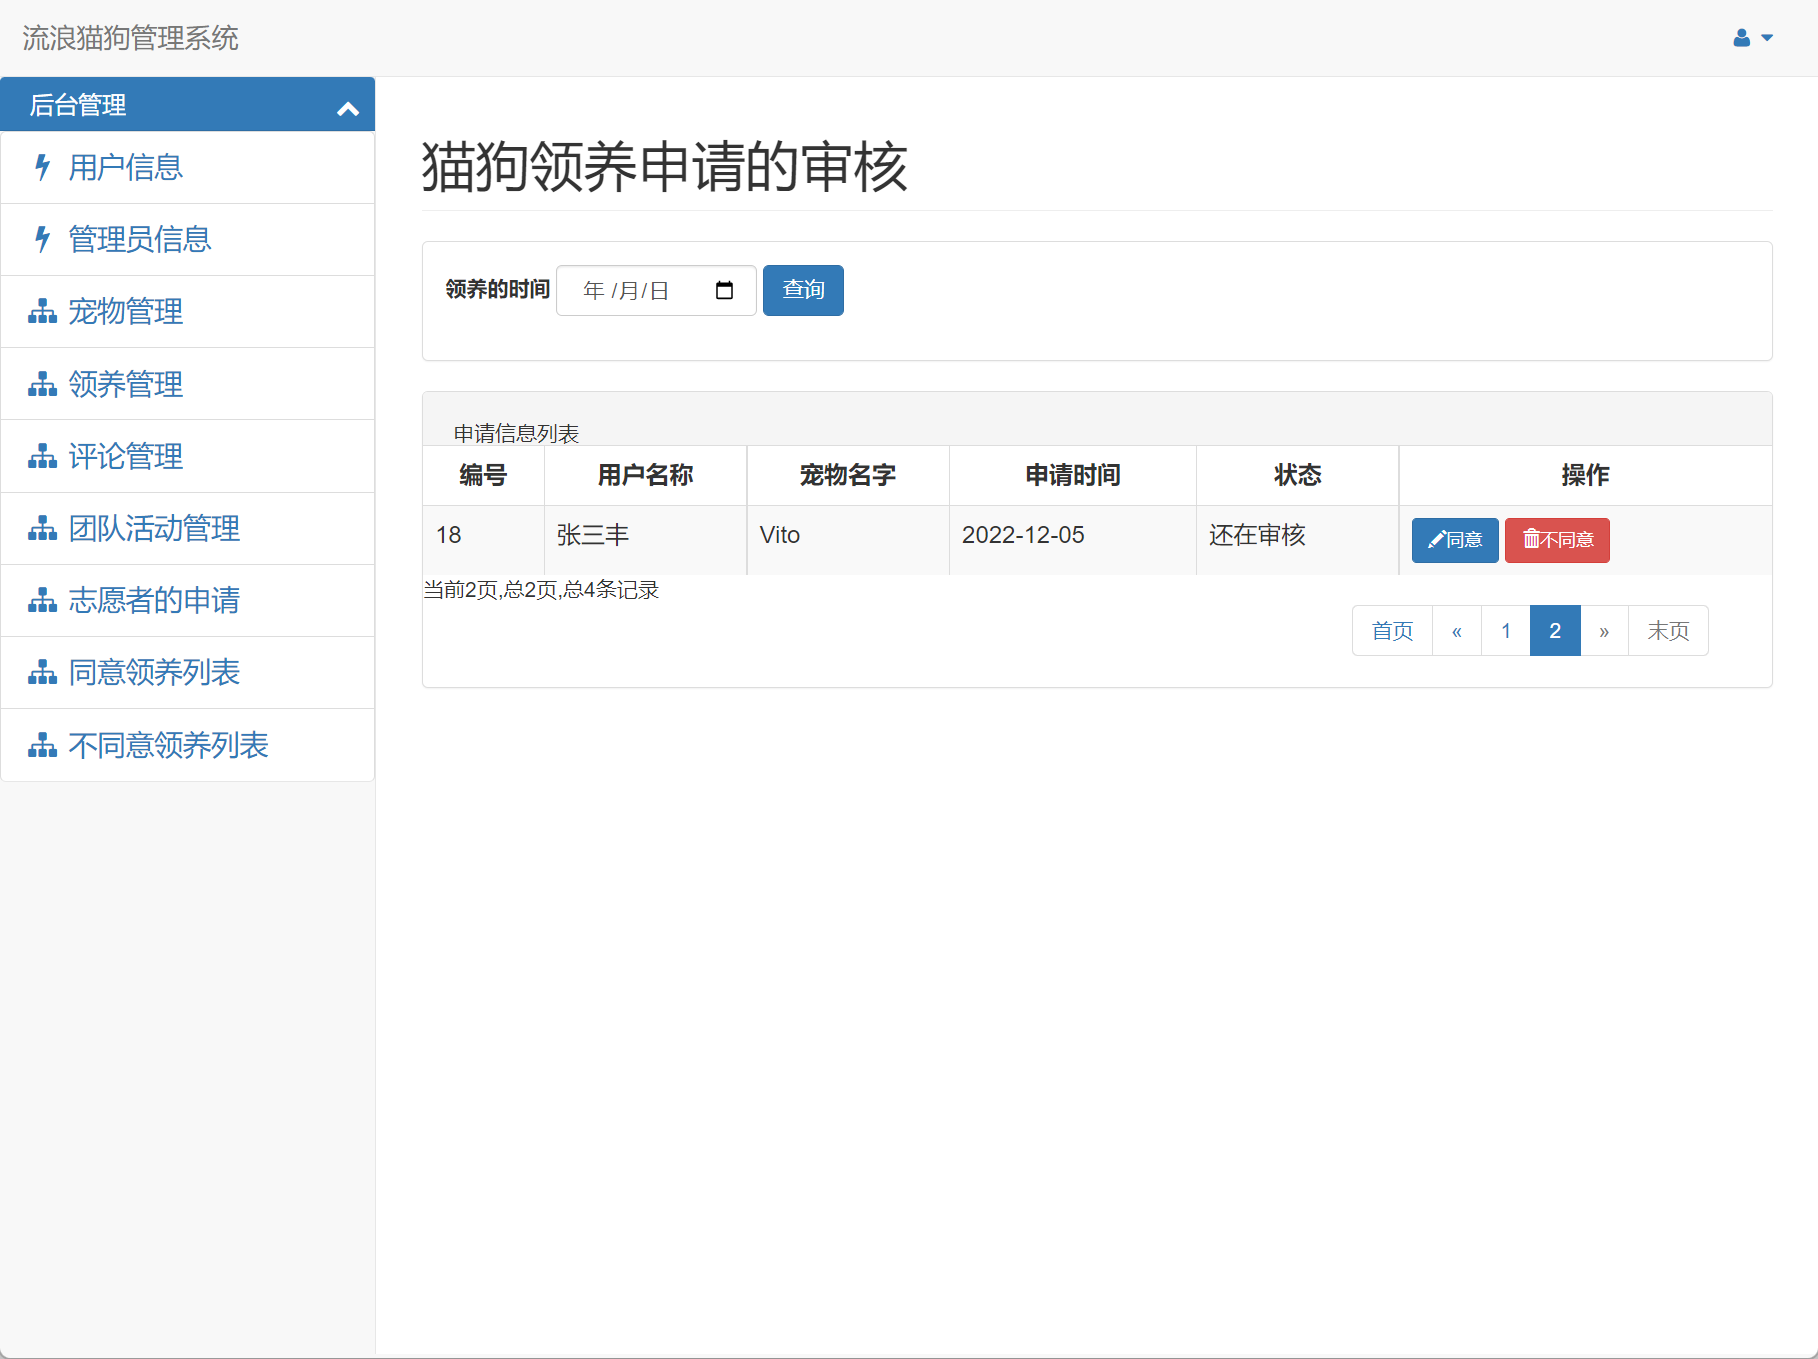 流浪猫狗管理系统
后台管理
用户信息
管理员信息
宠物管理
领养管理
评论管理
团队活动管理
志愿者的申请
同意领养列表
不同意领养列表
猫狗领养申请的审核
领养的时间 年 /月/日 查询
申请信息列表
编号 用户名称 宠物名字 申请时间 状态 操作
18 张三丰 Vito 2022-12-05 还在审核 同意 不同意
当前2页,总2页,总4条记录
首页 « 1 2 » 末页